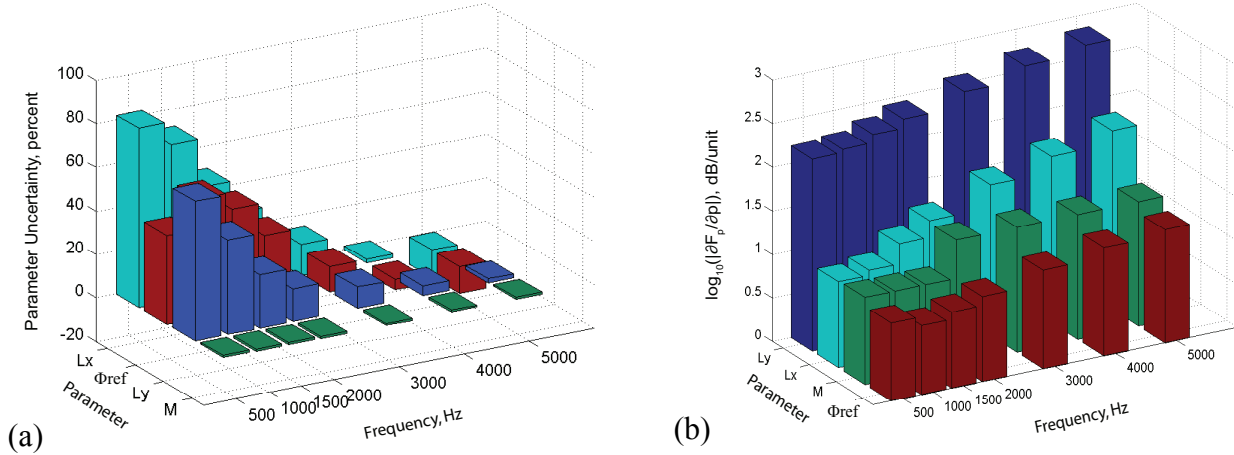 Parameter Uncertainty, percent
100
80
60
40
20
0
-20
Lx
Φref
Ly
M
Parameter
500
1000
1500
2000
3000
4000
5000
Frequency, Hz
(a)
log10(|∂Fp/∂p|), dB/unit
3
2.5
2
1.5
1
0.5
0
Ly
Lx
M
Φref
Parameter
500
1000
1500
2000
3000
4000
5000
Frequency, Hz
(b)